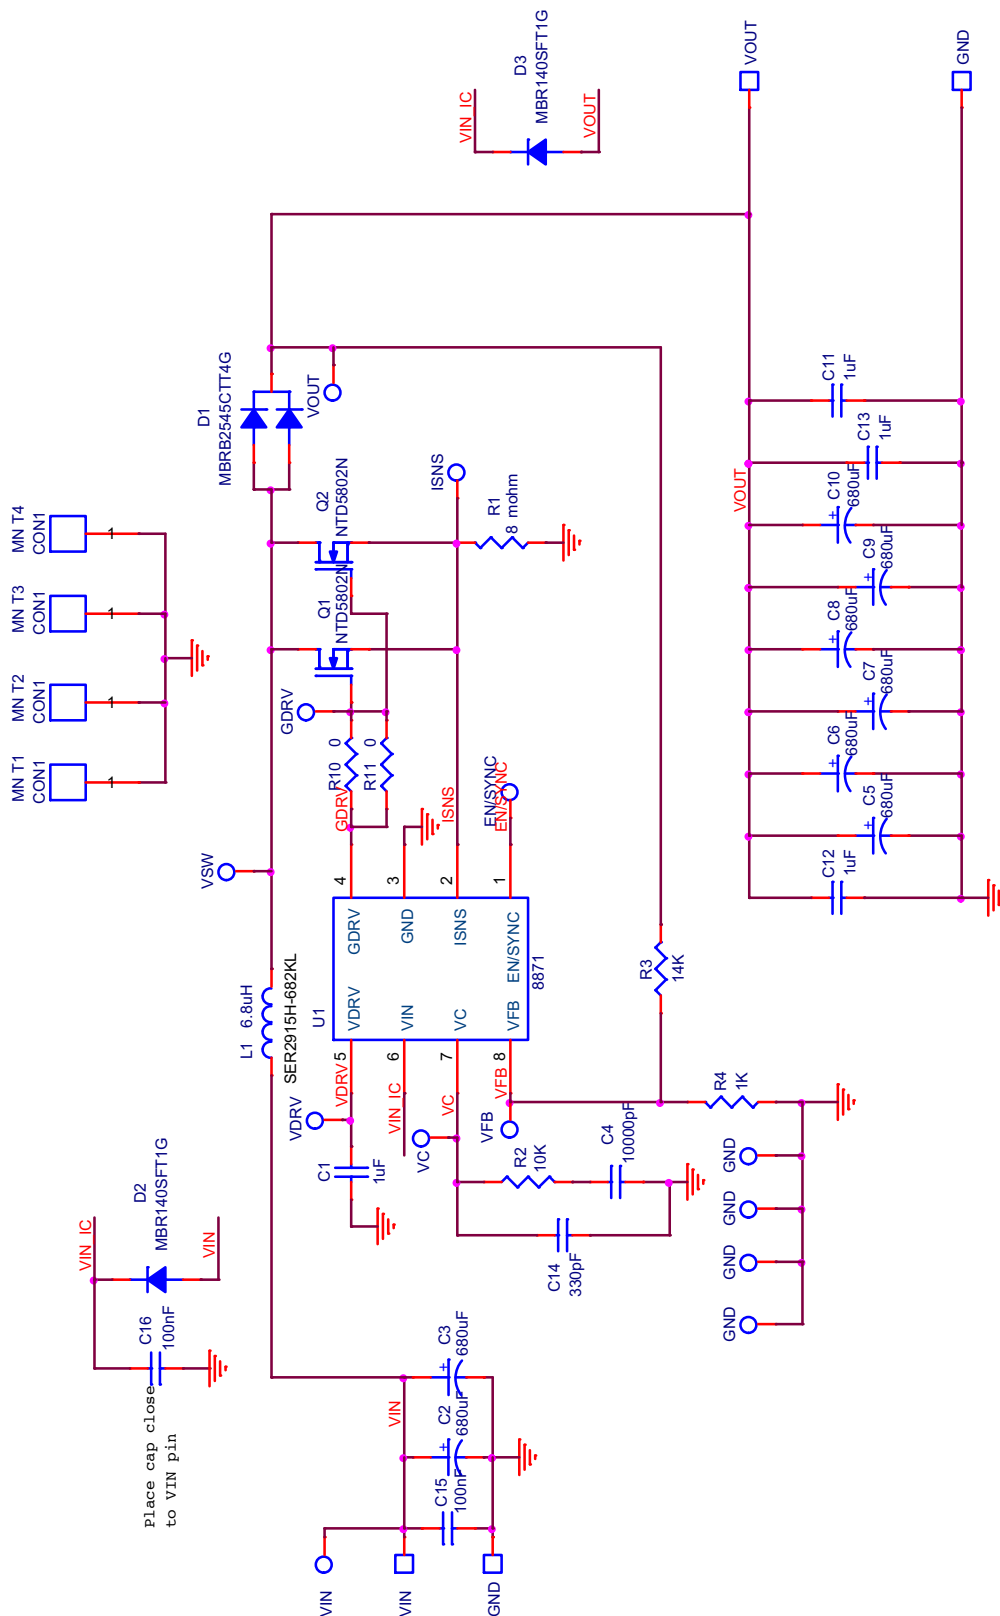 MN T1
CON1
1
MN T2
CON1
1
MN T3
CON1
1
MN T4
CON1
1
VIN IC
D3
MBR140SFT1G
VOUT
D1
MBRB2545CTT4G
VOUT
Q2
NTD5802N
Q1
NTD5802N
ISNS
R1
8 mohm
GDRV
R10 0
R11 0
GDRV
ISNS
EN/SYNC
EN/SYNC
VSW
L1 6.8uH
SER2915H-682KL
U1
4
3
2
1
GDRV
GND
ISNS
EN/SYNC
VDRV
VIN
VC
VFB
8871
5
6
7
8
VDRV
VIN IC
VC
VFB
VDRV
VC
VFB
C1
1uF
R2
10K
C4
10000pF
C14
330pF
R3
14K
R4
1K
GND
GND
GND
GND
VIN IC
D2
MBR140SFT1G
VIN
C16
100nF
Place cap close
to VIN pin
VIN
C3
680uF
C2
680uF
C15
100nF
VIN
VIN
GND
VOUT
GND
VOUT
C11
1uF
C13
1uF
C10
680uF
C9
680uF
C8
680uF
C7
680uF
C6
680uF
C5
680uF
C12
1uF
+
+
+
+
+
+
+
+